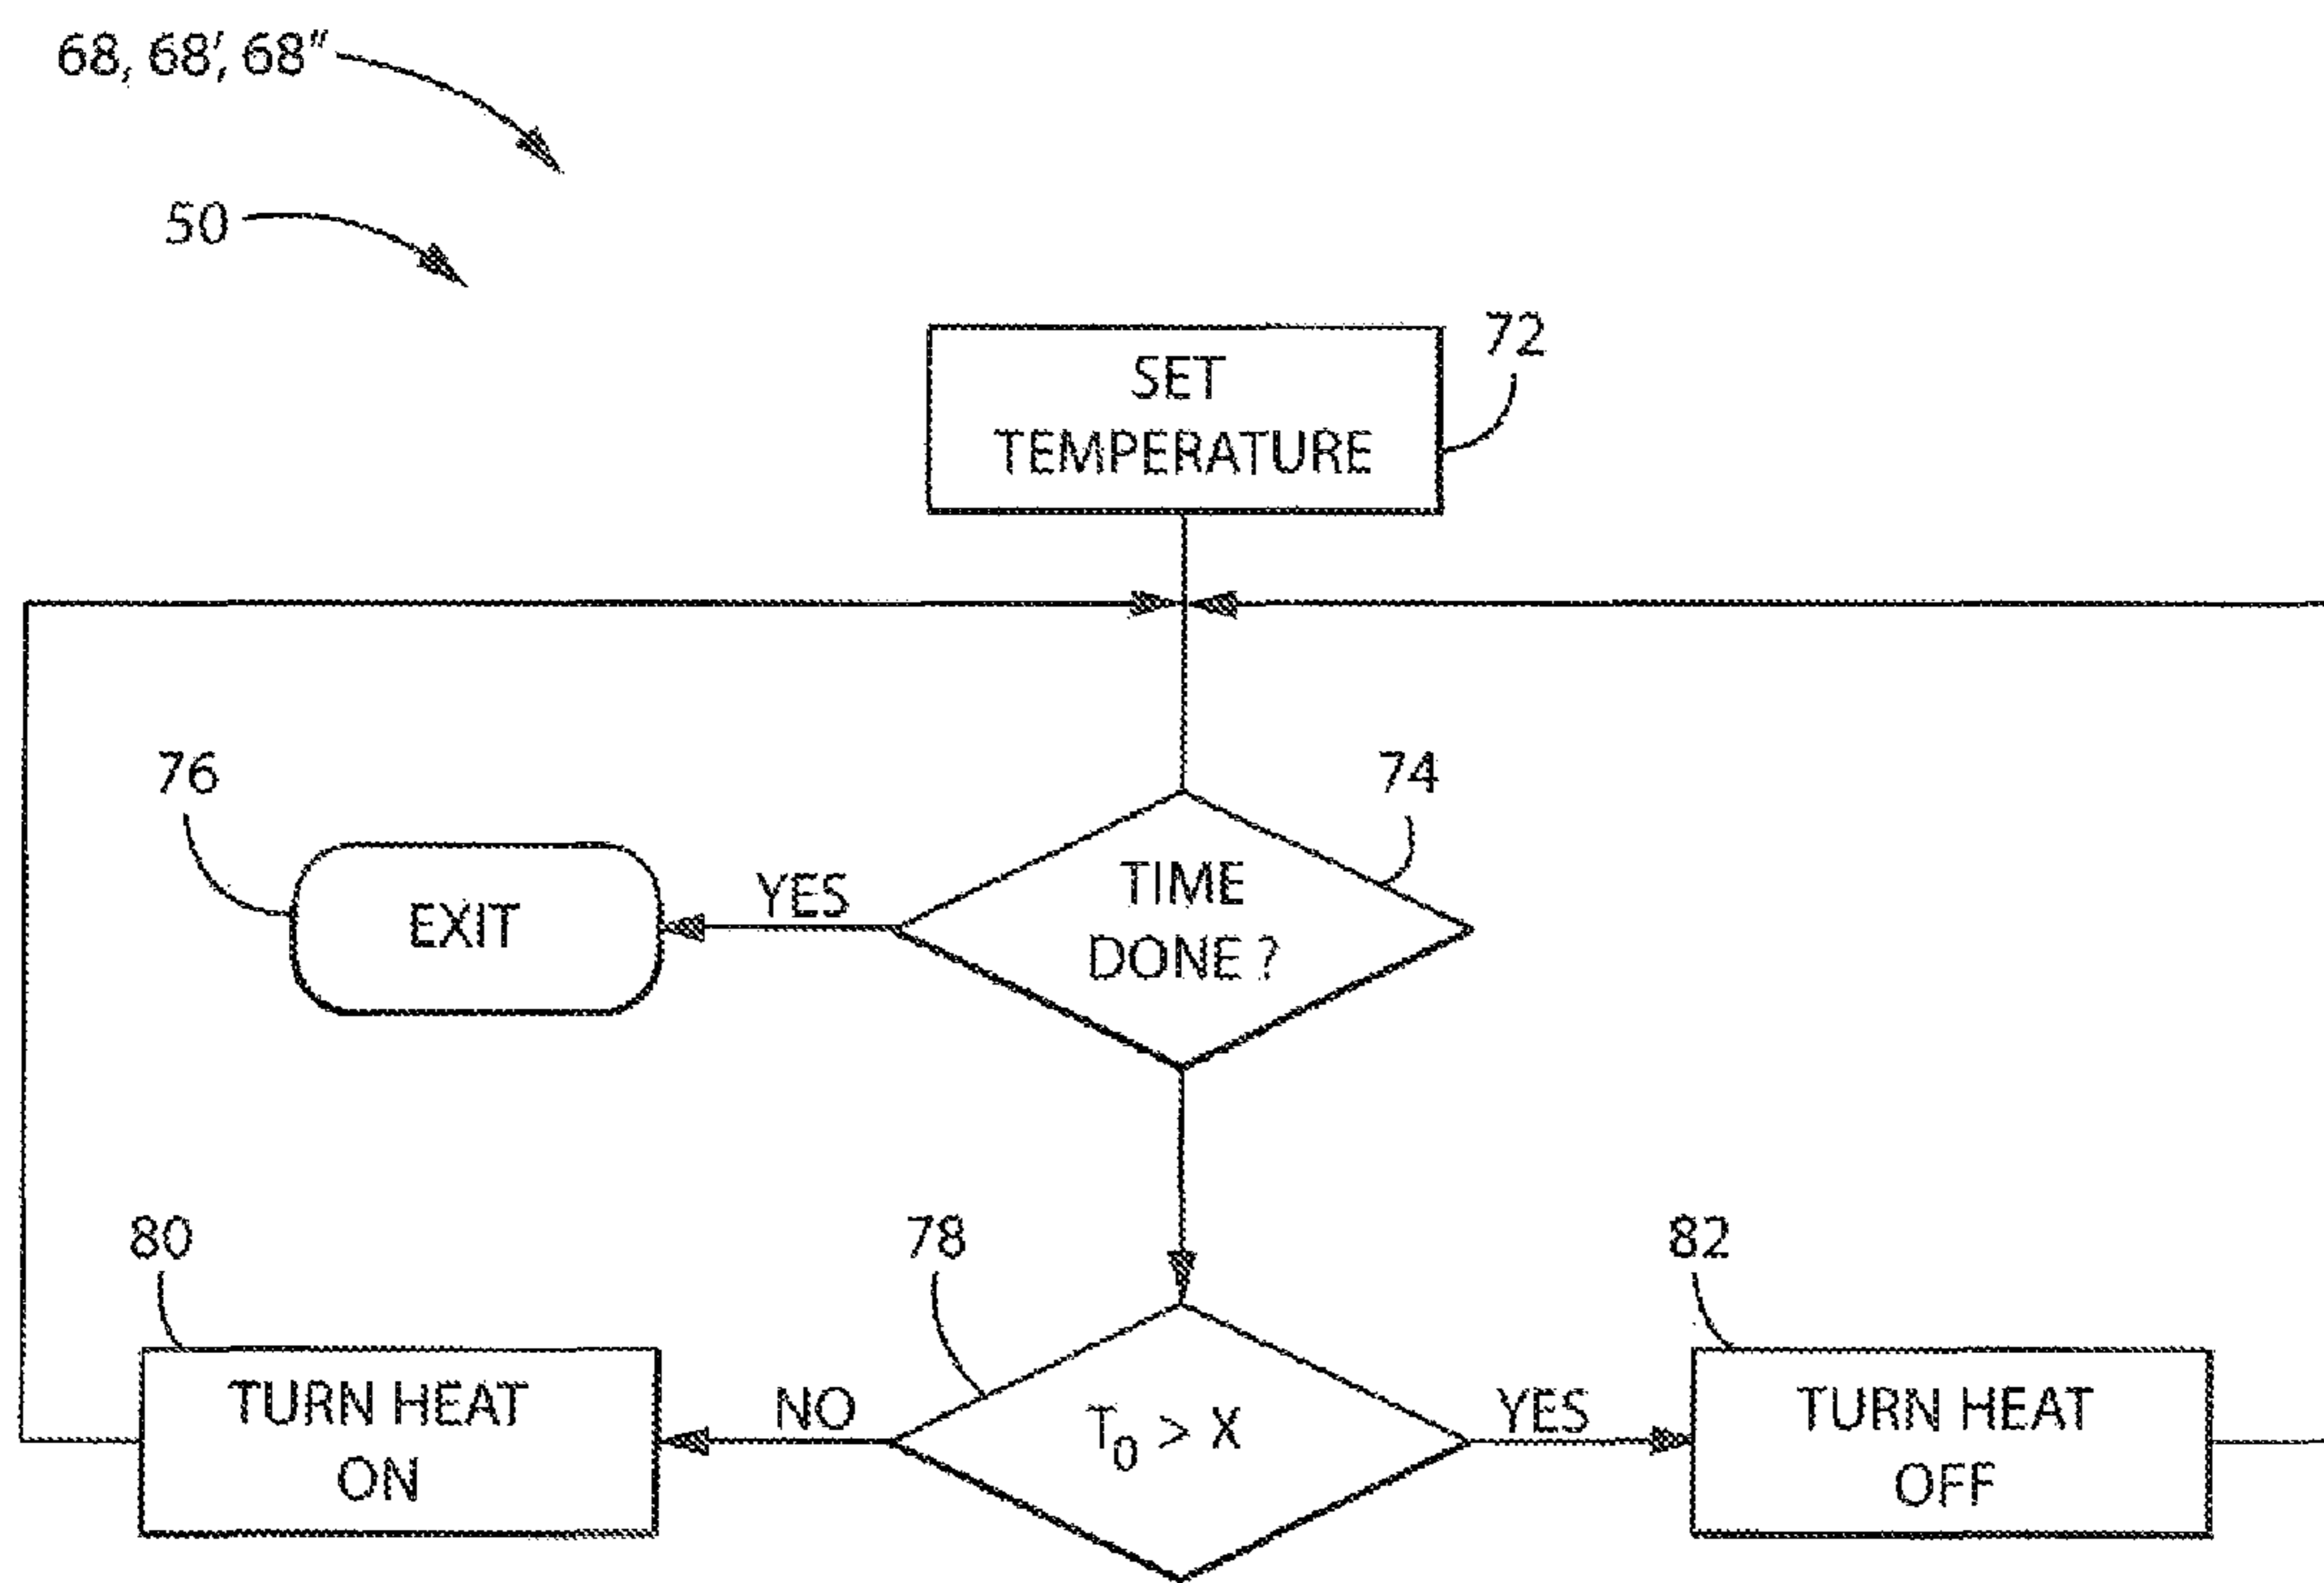 68, 68', 68"
50
SET
TEMPERATURE
72
76
74
EXIT
YES
TIME
DONE ?
80
78
82
TURN HEAT
ON
NO
T₀ > X
YES
TURN HEAT
OFF